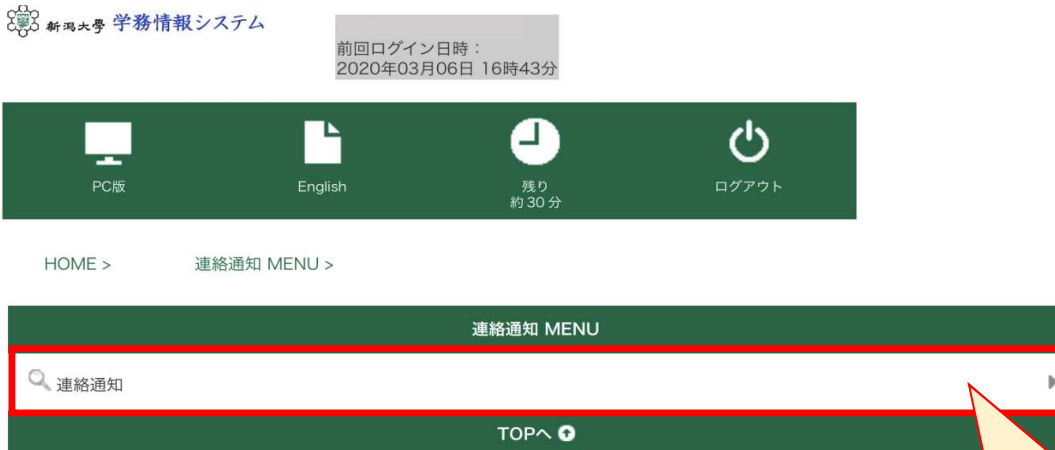 新潟大學 学務情報システム
前回ログイン日時：
2020年03月06日 16時43分
PC版
English
残り
約30分
ログアウト
HOME >
連絡通知 MENU >
連絡通知 MENU
連絡通知
TOPへ